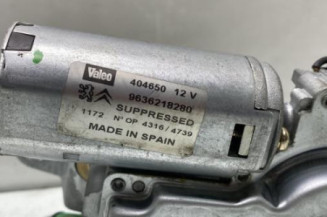 Valeo
404650 12 V
9636218280
SUPPRESSED
1172 N° OP 4316/4739
MADE IN SPAIN